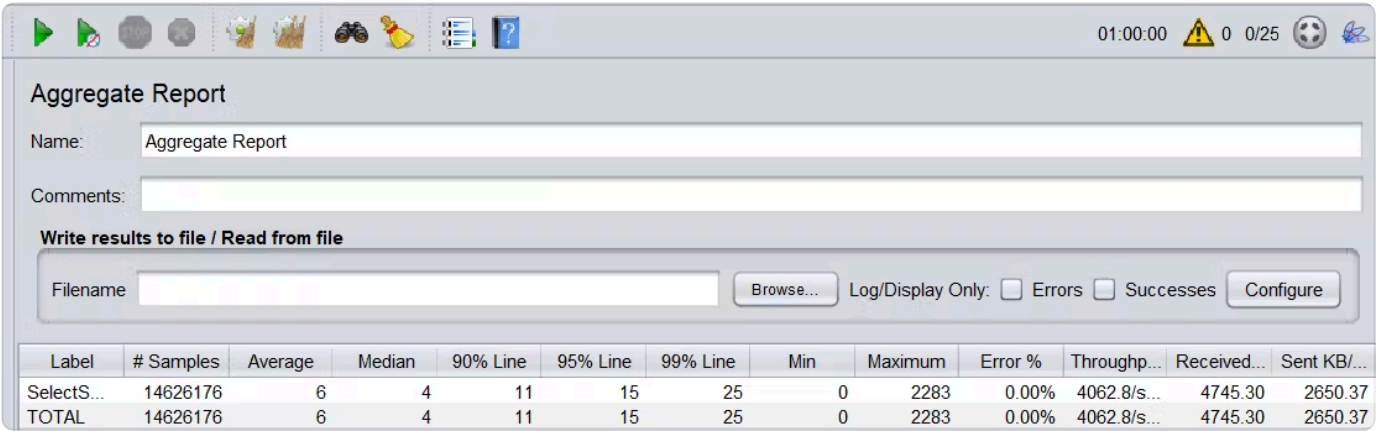 STOP
01:00:00 0 0/25
Aggregate Report
Name: Aggregate Report
Comments:
Write results to file / Read from file
Filename Browse... Log/Display Only: Errors Successes Configure
Label # Samples Average Median 90% Line 95% Line 99% Line Min Maximum Error % Throughp... Received... Sent KB/...
SelectS... 14626176 6 4 11 15 25 0 2283 0.00% 4062.8/s... 4745.30 2650.37
TOTAL 14626176 6 4 11 15 25 0 2283 0.00% 4062.8/s... 4745.30 2650.37